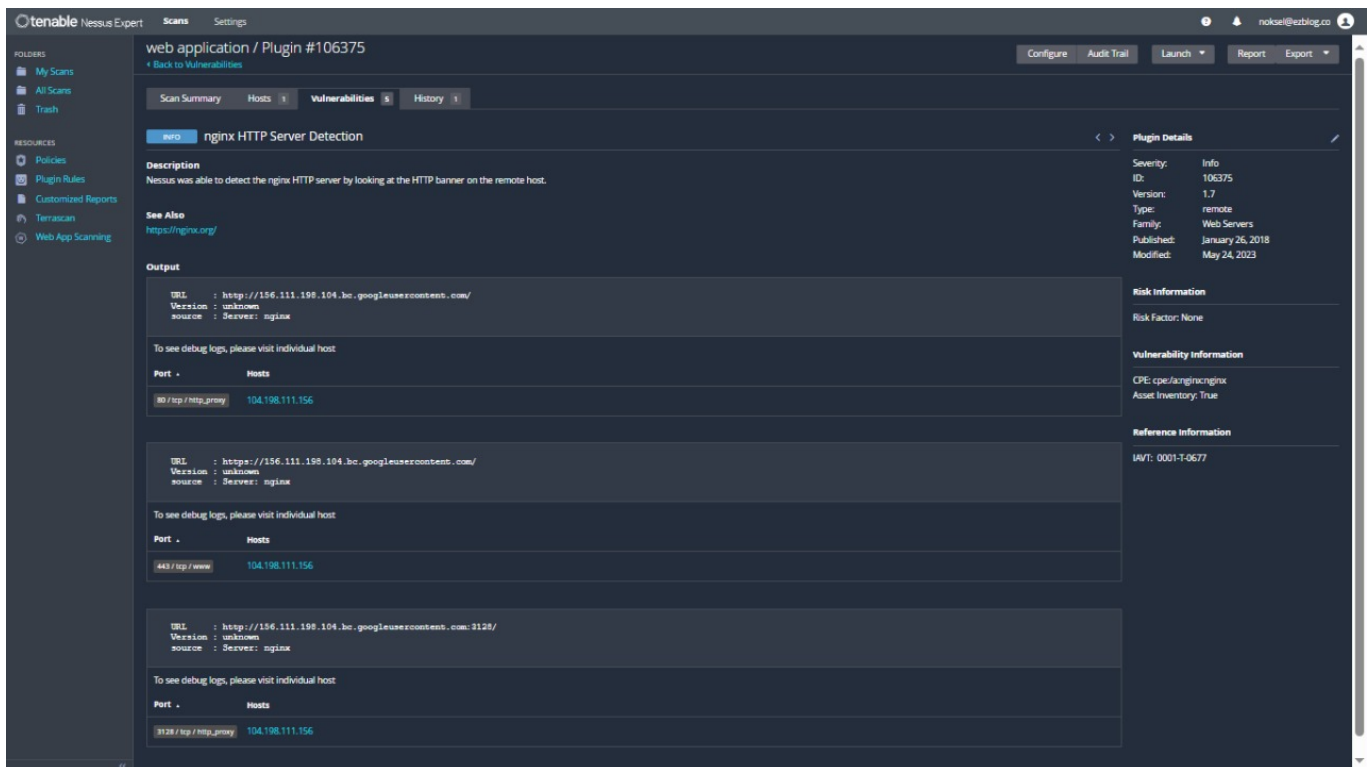 tenable Nessus Expert Scans Settings noksel@ezblog.co
FOLDERS
My Scans
All Scans
Trash
RESOURCES
Policies
Plugin Rules
Customized Reports
Terrascan
Web App Scanning
web application / Plugin #106375
Back to Vulnerabilities
Configure Audit Trail Launch Report Export
Scan Summary Hosts 1 Vulnerabilities 5 History 1
INFO nginx HTTP Server Detection
Description
Nessus was able to detect the nginx HTTP server by looking at the HTTP banner on the remote host.
See Also
https://nginx.org/
Output
URL : http://156.111.198.104.bc.googleusercontent.com/
Version : unknown
source : Server: nginx
To see debug logs, please visit individual host
Port Hosts
80 / tcp / http_proxy 104.198.111.156
URL : https://156.111.198.104.bc.googleusercontent.com/
Version : unknown
source : Server: nginx
To see debug logs, please visit individual host
Port Hosts
443 / tcp / www 104.198.111.156
URL : http://156.111.198.104.bc.googleusercontent.com:3128/
Version : unknown
source : Server: nginx
To see debug logs, please visit individual host
Port Hosts
3128 / tcp / http_proxy 104.198.111.156
Plugin Details
Severity: Info
ID: 106375
Version: 1.7
Type: remote
Family: Web Servers
Published: January 26, 2018
Modified: May 24, 2023
Risk Information
Risk Factor: None
Vulnerability Information
CPE: cpe:/a:nginx:nginx
Asset Inventory: True
Reference Information
IAVT: 0001-T-0677